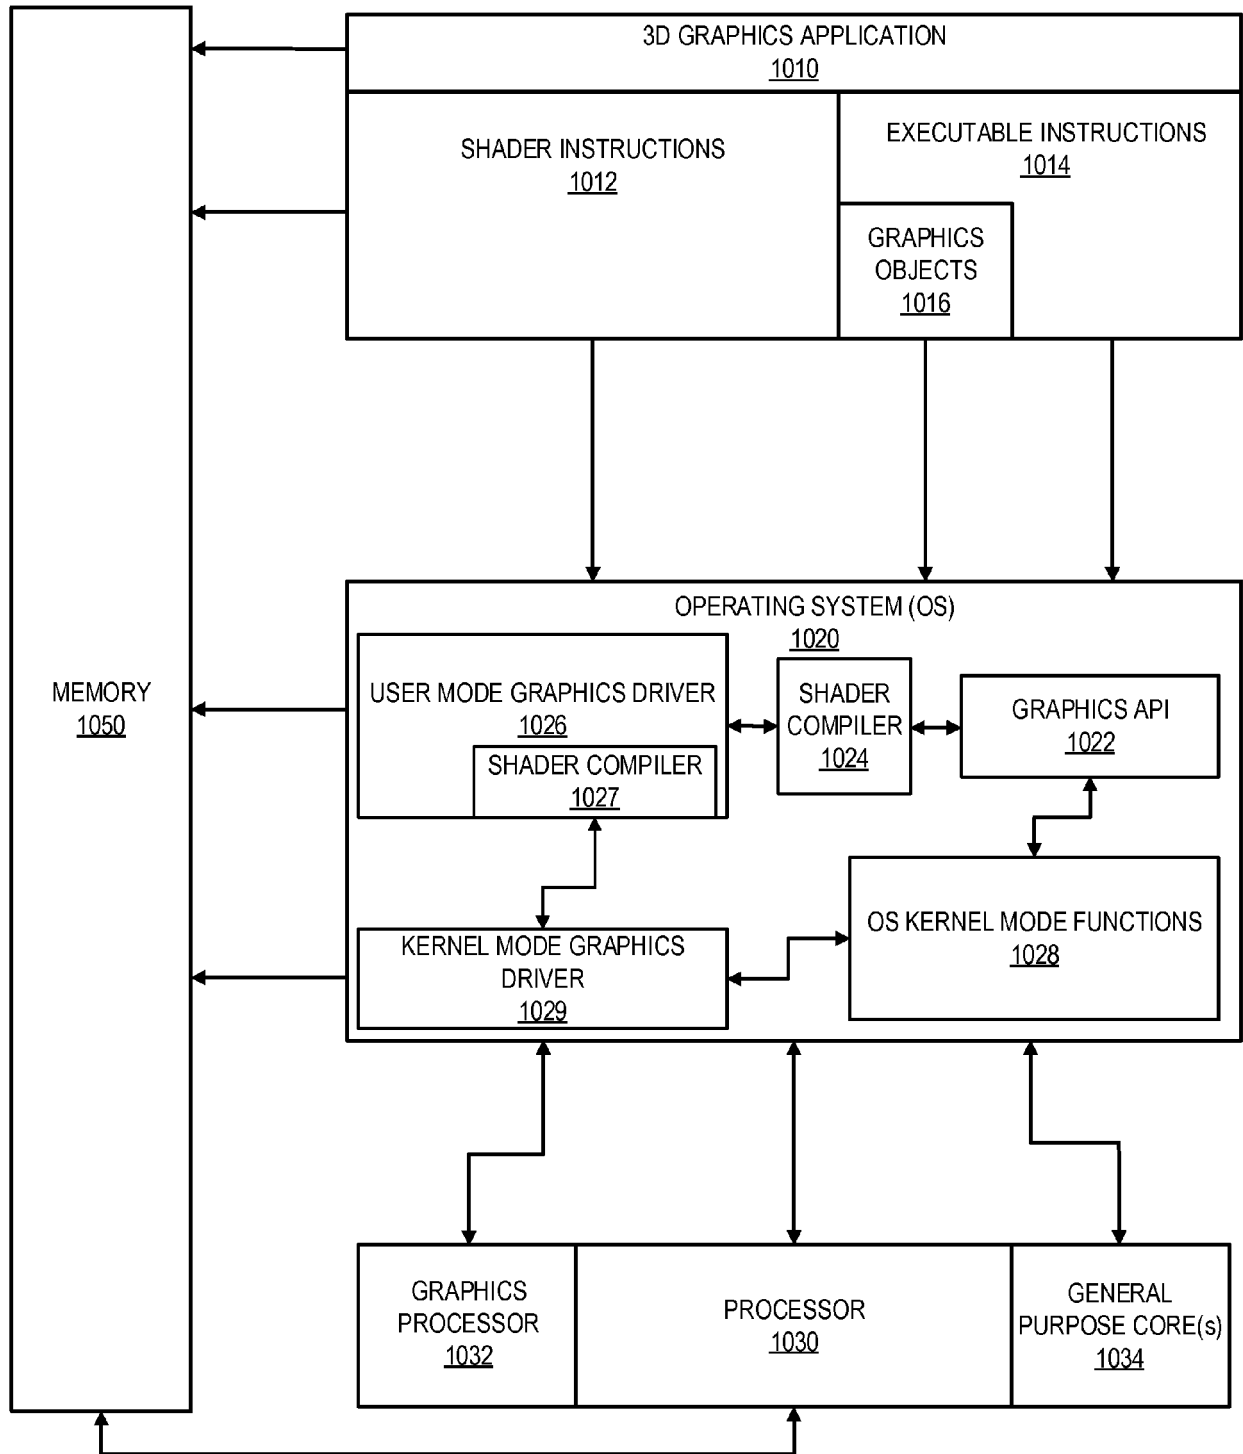 3D GRAPHICS APPLICATION
1010
SHADER INSTRUCTIONS
1012
EXECUTABLE INSTRUCTIONS
1014
GRAPHICS
OBJECTS
1016
MEMORY
1050
OPERATING SYSTEM (OS)
1020
USER MODE GRAPHICS DRIVER
1026
SHADER COMPILER
1027
SHADER
COMPILER
1024
GRAPHICS API
1022
KERNEL MODE GRAPHICS
DRIVER
1029
OS KERNEL MODE FUNCTIONS
1028
GRAPHICS
PROCESSOR
1032
PROCESSOR
1030
GENERAL
PURPOSE CORE(s)
1034